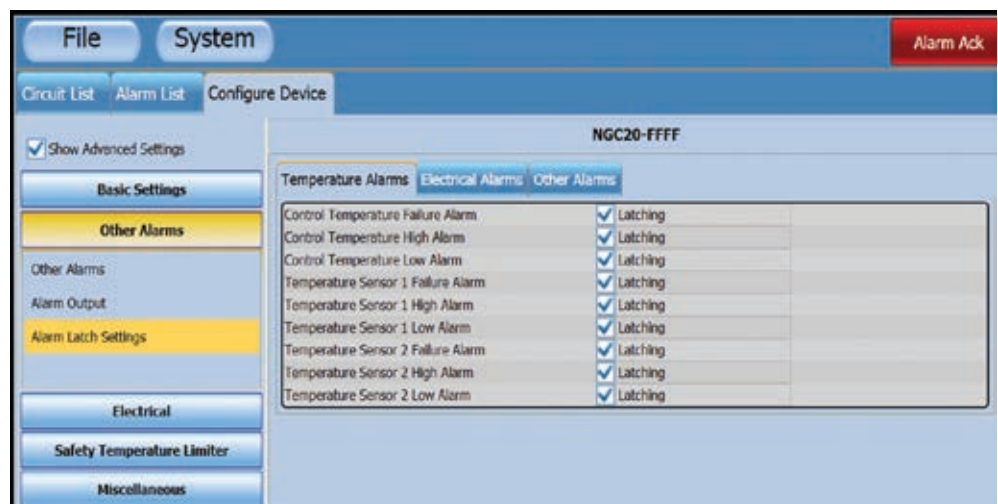 File System Alarm Ack
Circuit List Alarm List Configure Device
Show Advanced Settings
Basic Settings
Other Alarms
Other Alarms
Alarm Output
Alarm Latch Settings
Electrical
Safety Temperature Limiter
Miscellaneous
NGC20-FFFF
Temperature Alarms Electrical Alarms Other Alarms
Control Temperature Failure Alarm Latching
Control Temperature High Alarm Latching
Control Temperature Low Alarm Latching
Temperature Sensor 1 Failure Alarm Latching
Temperature Sensor 1 High Alarm Latching
Temperature Sensor 1 Low Alarm Latching
Temperature Sensor 2 Failure Alarm Latching
Temperature Sensor 2 High Alarm Latching
Temperature Sensor 2 Low Alarm Latching